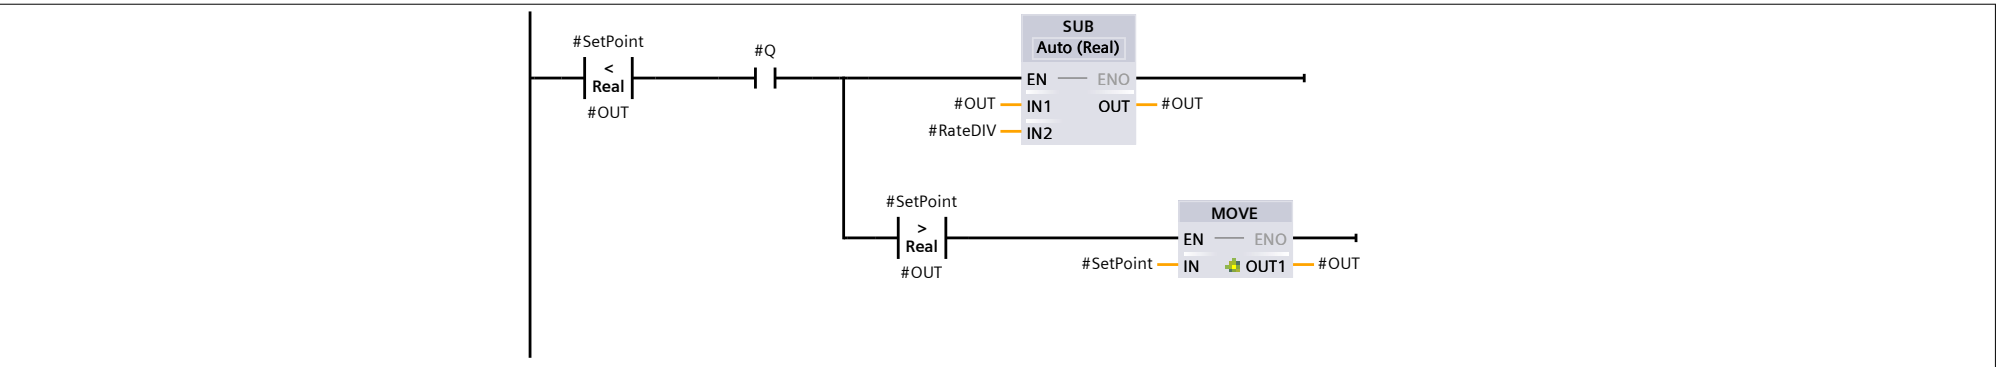 SUB
Auto (Real)
#SetPoint
<
Real
#OUT
#Q
EN ENO
#OUT IN1 OUT #OUT
#RateDIV IN2
#SetPoint
>
Real
#OUT
MOVE
EN ENO
#SetPoint IN OUT1 #OUT